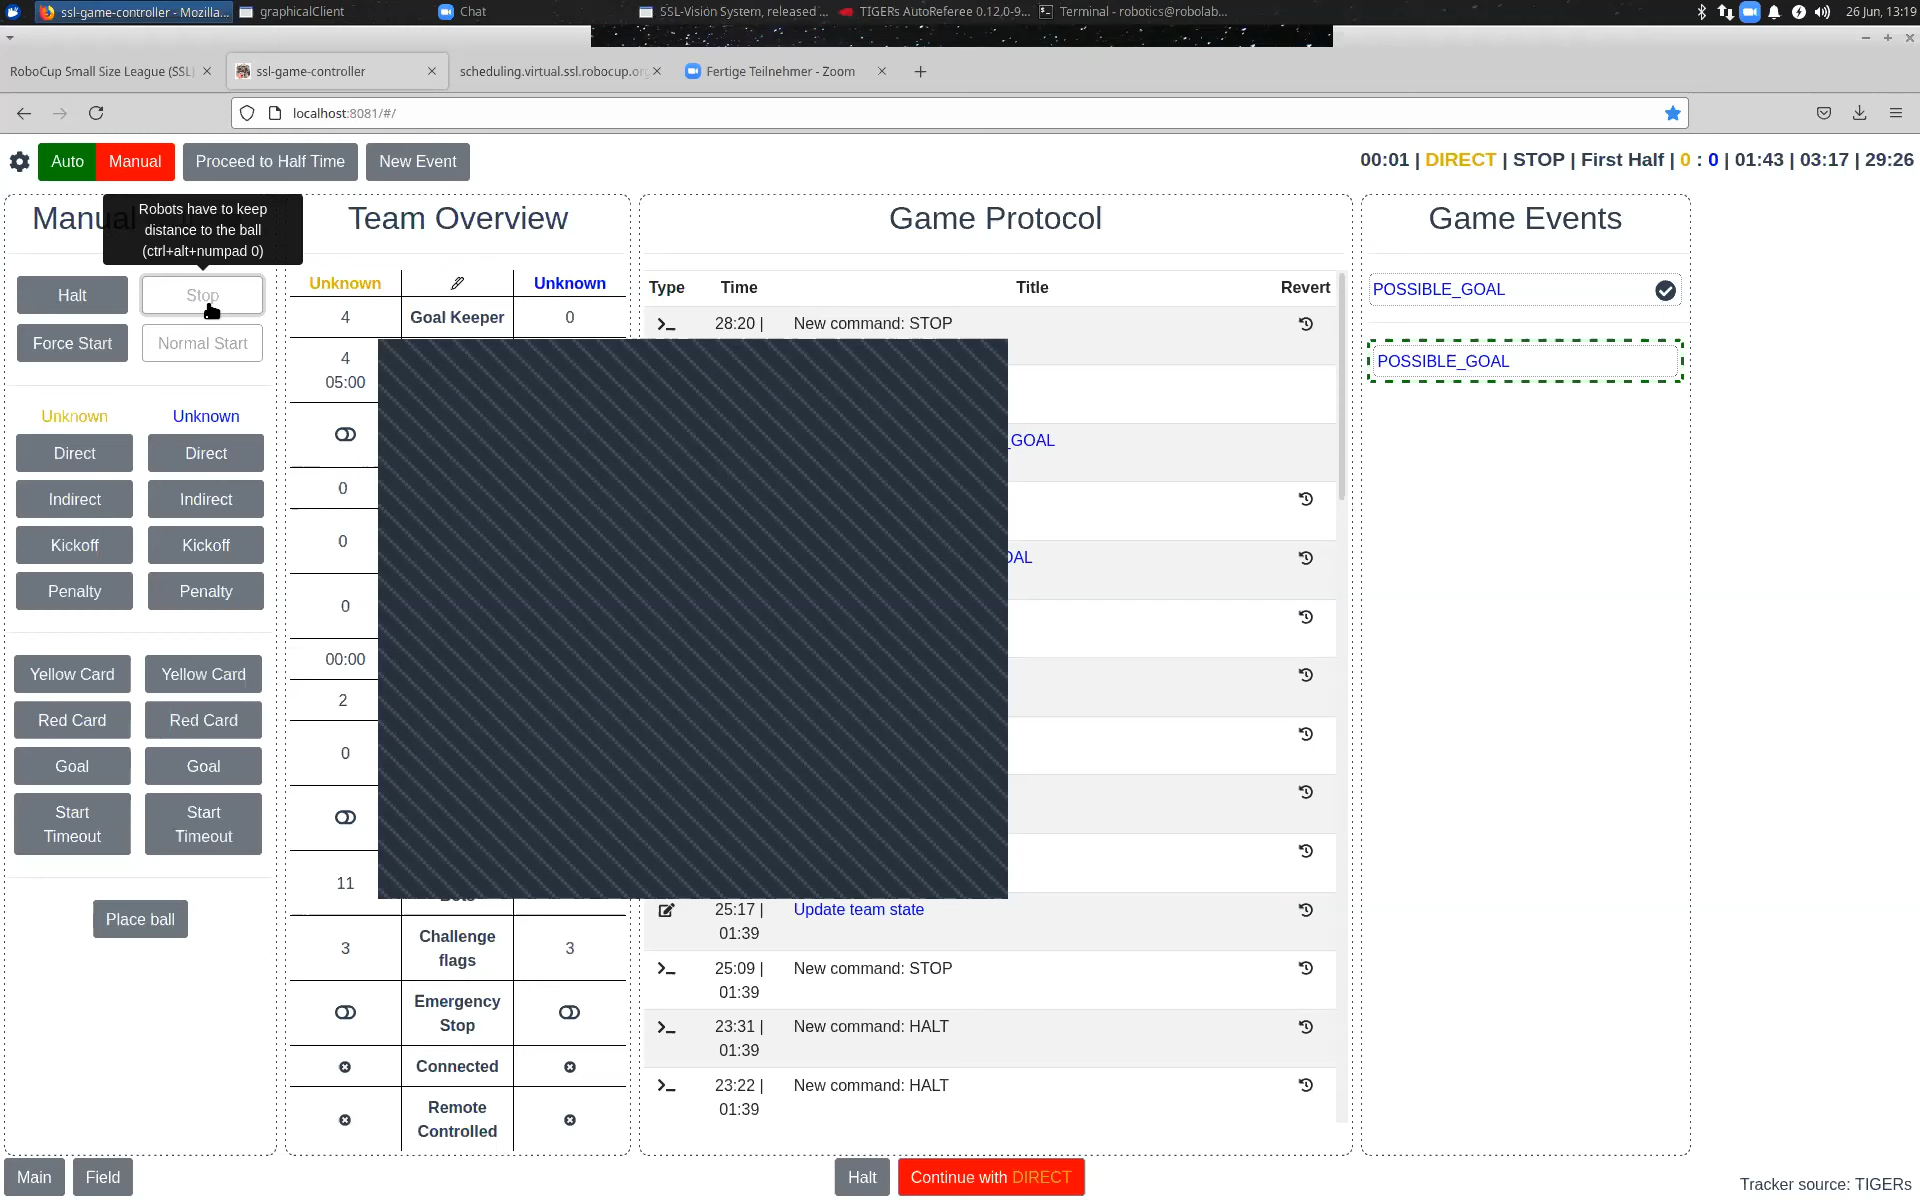 ssl-game-controller - Mozilla...
graphicalClient
Chat
SSL-Vision System, released ...
TIGERs AutoReferee 0.12.0-9...
Terminal - robotics@robolab...
26 Jun, 13:19
RoboCup Small Size League (SSL)
ssl-game-controller
scheduling.virtual.ssl.robocup.org
Fertige Teilnehmer - Zoom
localhost:8081/#/
Auto
Manual
Proceed to Half Time
New Event
00:01 | DIRECT | STOP | First Half | 0 : 0 | 01:43 | 03:17 | 29:26
Manu
Robots have to keep
distance to the ball
(ctrl+alt+numpad 0)
Halt
Stop
Force Start
Normal Start
Unknown
Unknown
Direct
Direct
Indirect
Indirect
Kickoff
Kickoff
Penalty
Penalty
Yellow Card
Yellow Card
Red Card
Red Card
Goal
Goal
Start
Timeout
Start
Timeout
Place ball
Team Overview
Unknown
Unknown
4
Goal Keeper
0
4
05:00
0
0
0
00:00
2
0
11
3
Challenge
flags
3
Emergency
Stop
Connected
Remote
Controlled
Game Protocol
Type
Time
Title
Revert
28:20 |
New command: STOP
_GOAL
OAL
25:17 |
01:39
Update team state
25:09 |
01:39
New command: STOP
23:31 |
01:39
New command: HALT
23:22 |
01:39
New command: HALT
Game Events
POSSIBLE_GOAL
POSSIBLE_GOAL
Main
Field
Halt
Continue with DIRECT
Tracker source: TIGERs